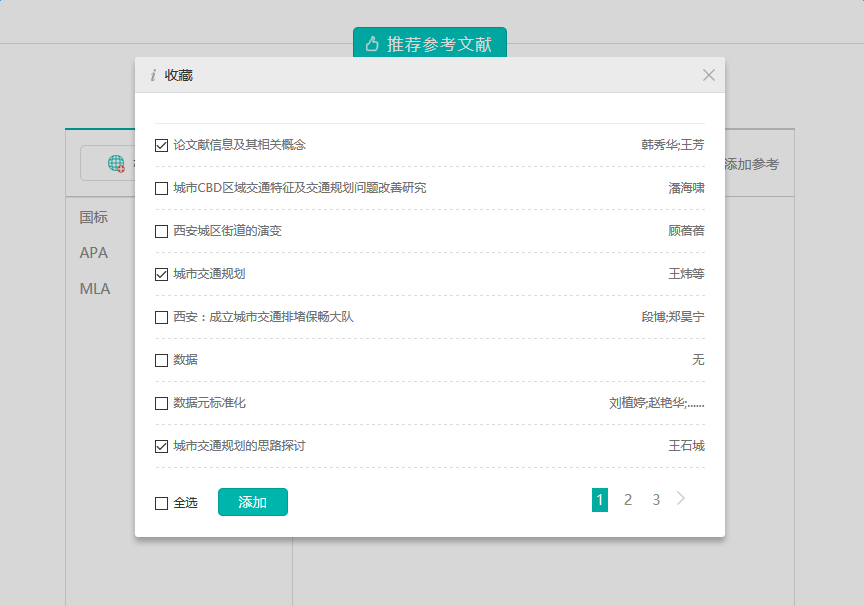 推荐参考文献
i 收藏
论文献信息及其相关概念 韩秀华;王芳
城市CBD区域交通特征及交通规划问题改善研究 潘海啸
添加参考
西安城区街道的演变 顾蓓蓓
国标
APA
城市交通规划 王炜等
MLA
西安：成立城市交通排堵保畅大队 段博;郑昊宁
数据 无
数据元标准化 刘植婷;赵艳华;......
城市交通规划的思路探讨 王石城
全选 添加 1 2 3